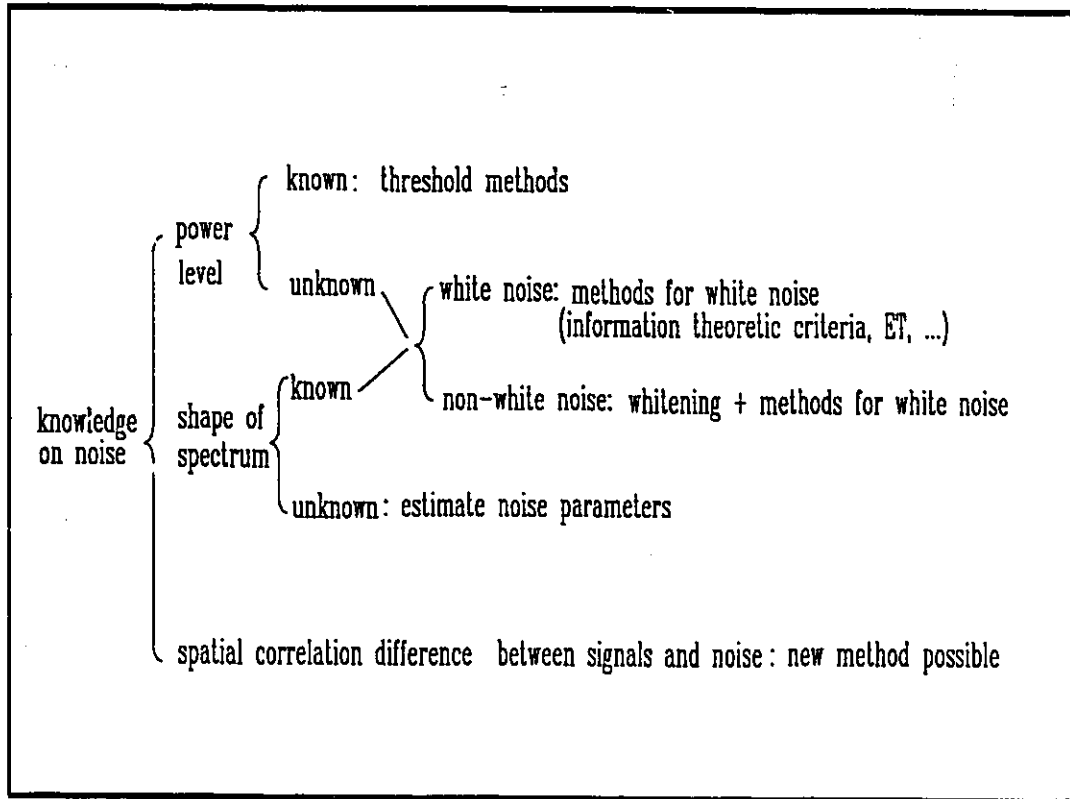 known: threshold methods
power
level
unknown
white noise: methods for white noise
(information theoretic criteria, ET, ...)
known
non-white noise: whitening + methods for white noise
knowledge
on noise
shape of
spectrum
unknown: estimate noise parameters
spatial correlation difference between signals and noise: new method possible